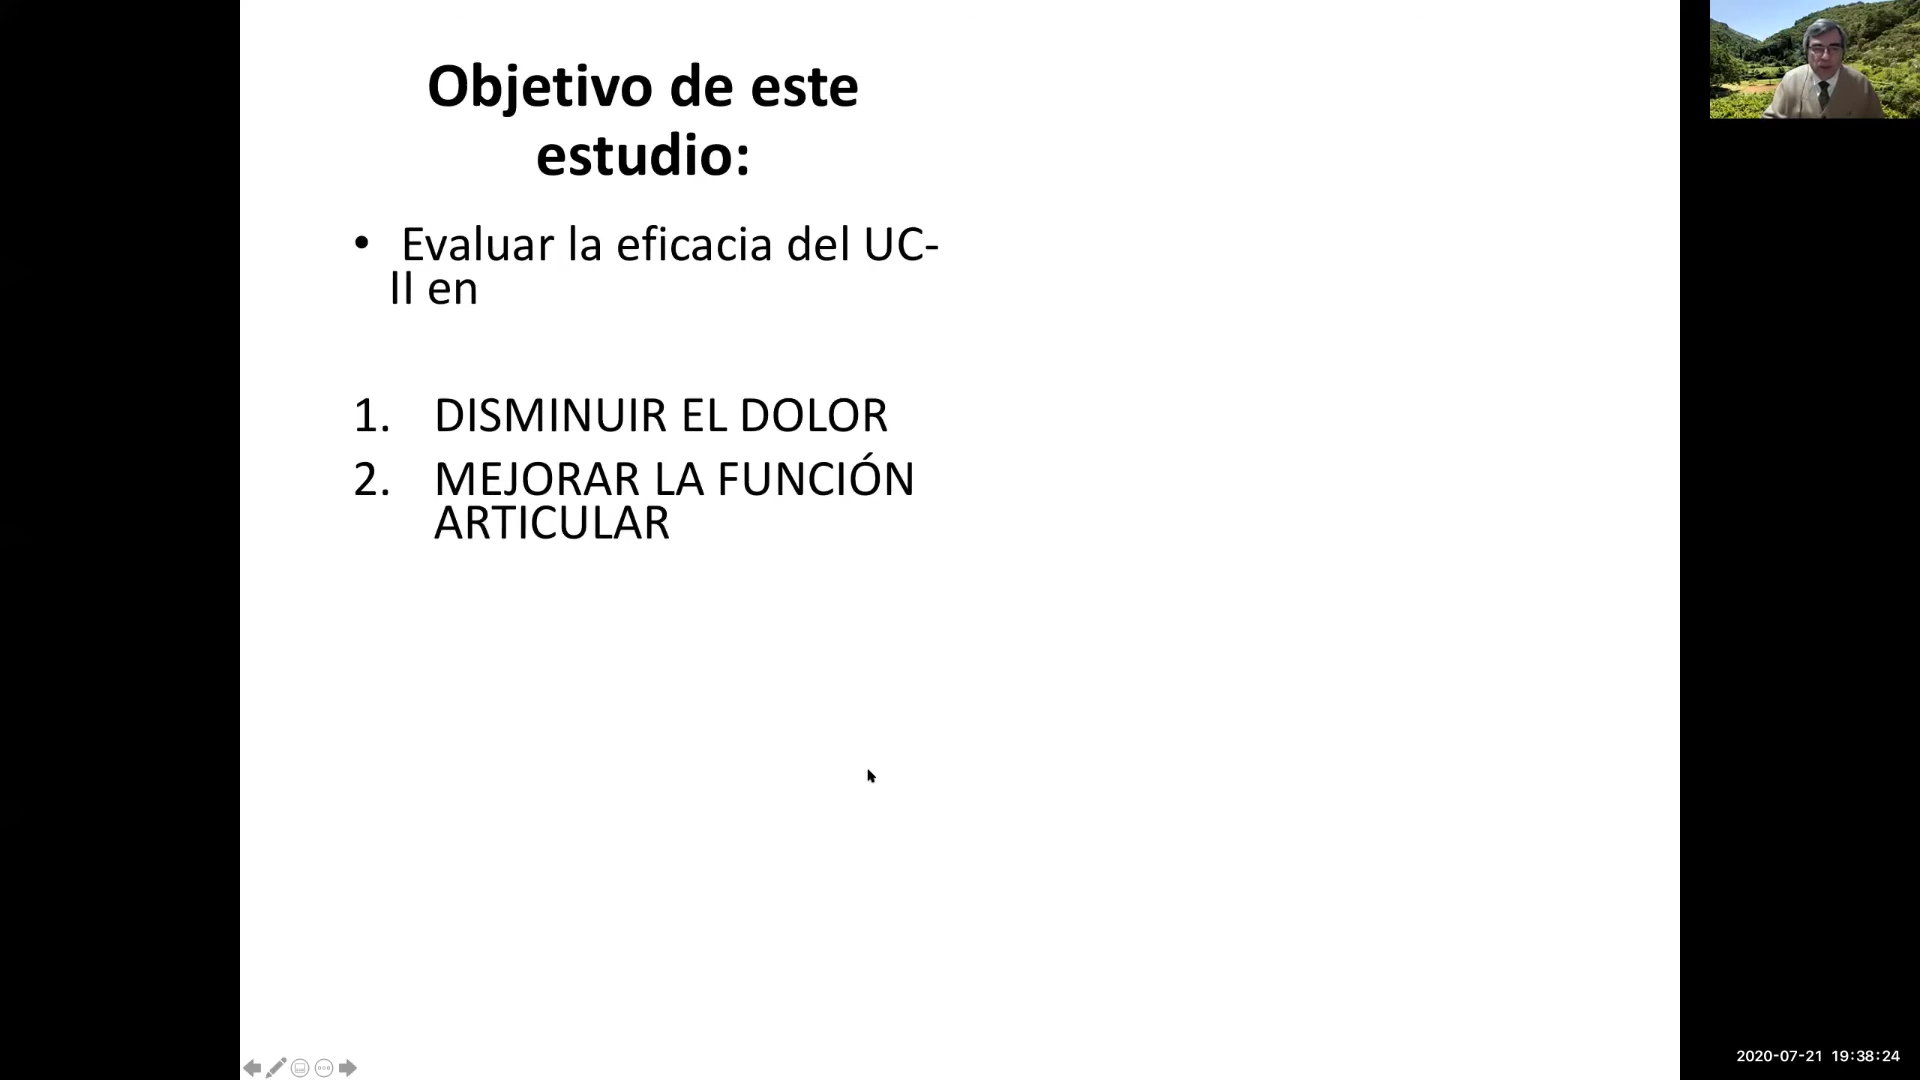 Objetivo de este
estudio:
• Evaluar la eficacia del UC-
II en
1. DISMINUIR EL DOLOR
2. MEJORAR LA FUNCIÓN
ARTICULAR
2020-07-21 19:38:24